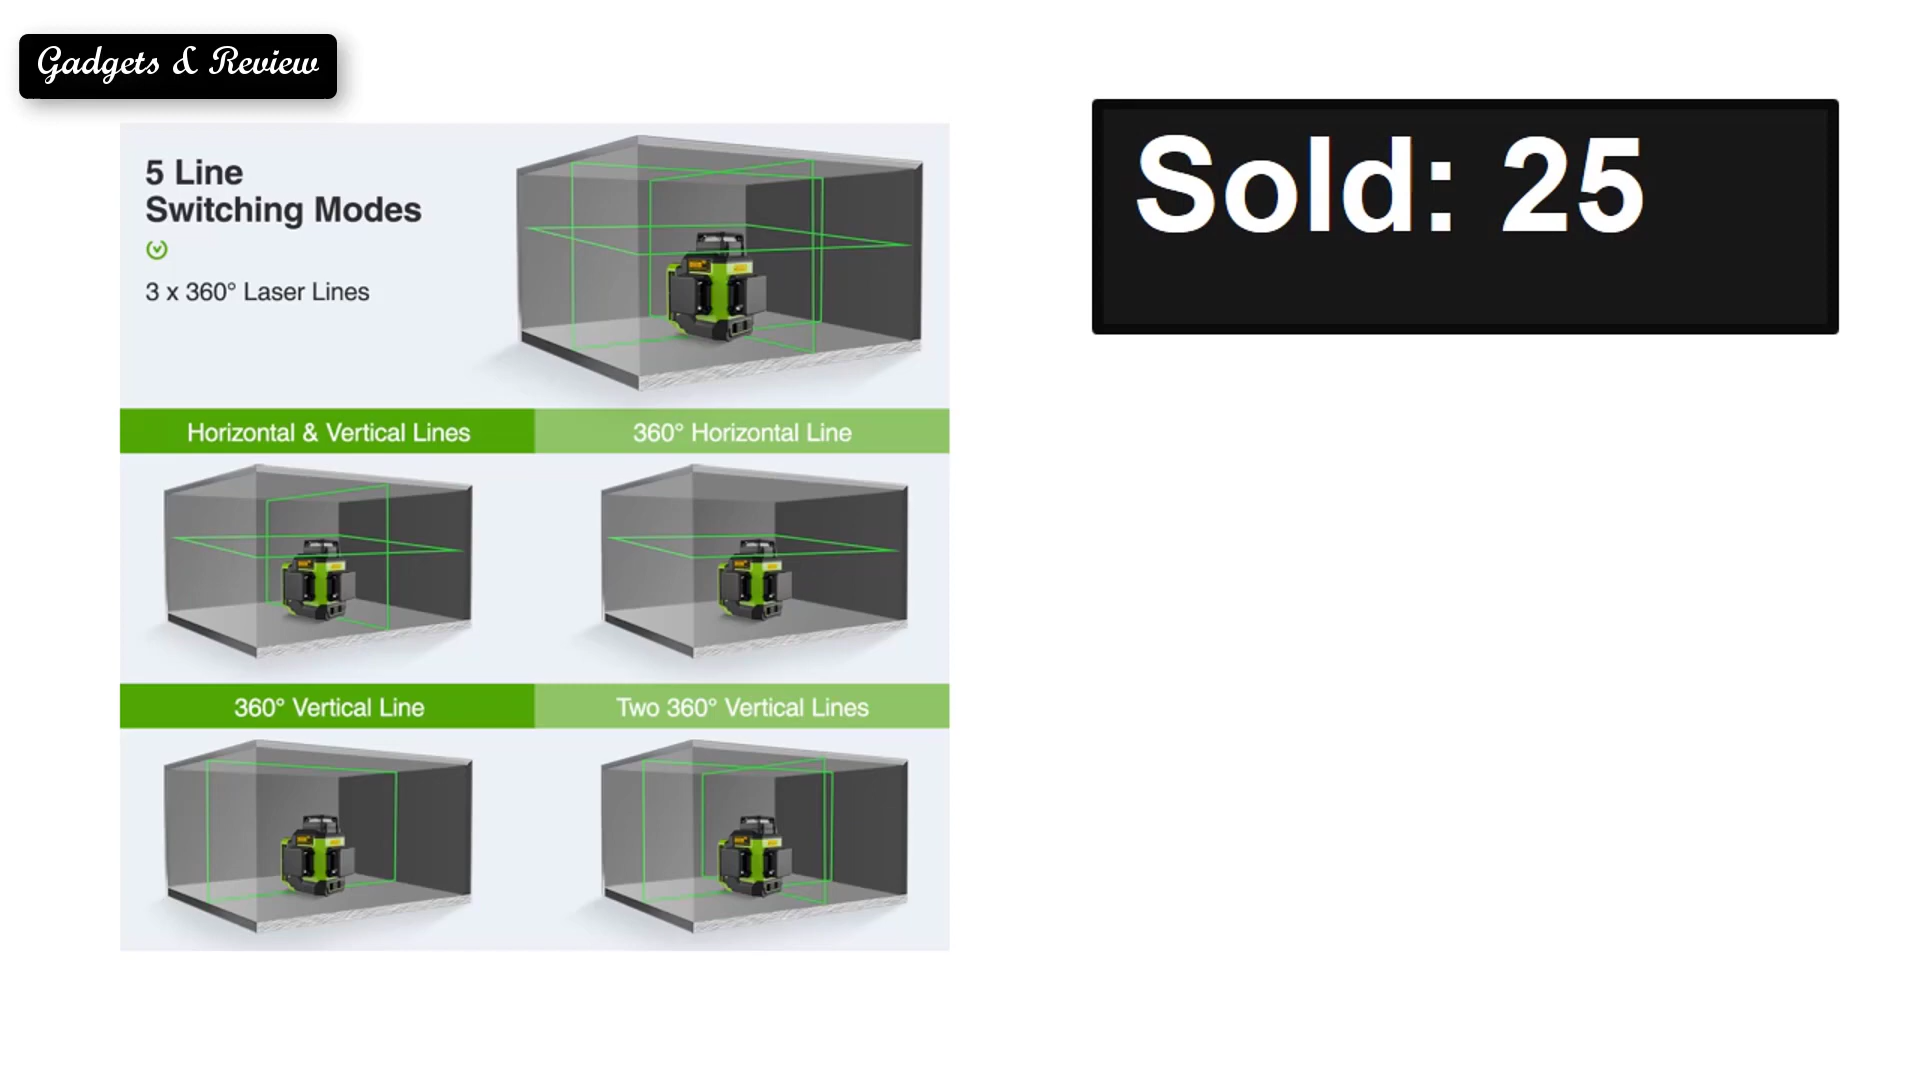 Gadgets & Review
5 Line
Switching Modes
3 x 360° Laser Lines
Sold: 25
Horizontal & Vertical Lines
360° Horizontal Line
360° Vertical Line
Two 360° Vertical Lines